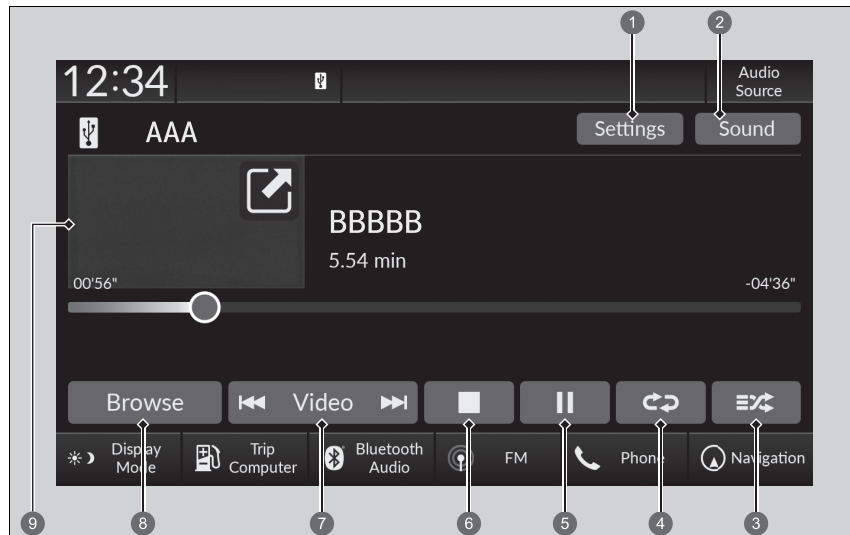 1 2
12:34
Audio
Source
AAA
Settings
Sound
BBBBB
5.54 min
00'56"
-04'36"
Browse
Video
Display
Mode
Trip
Computer
Bluetooth
Audio
FM
Phone
Navigation
9 8 7 6 5 4 3